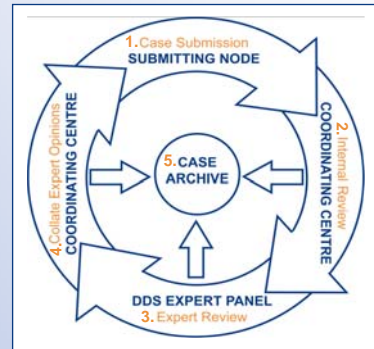 1.Case Submission
SUBMITTING NODE
2.Internal Review
COORDINATING CENTRE
DDS EXPERT PANEL
3.Expert Review
4.Collate Expert Opinions
COORDINATING CENTRE
5.CASE
ARCHIVE